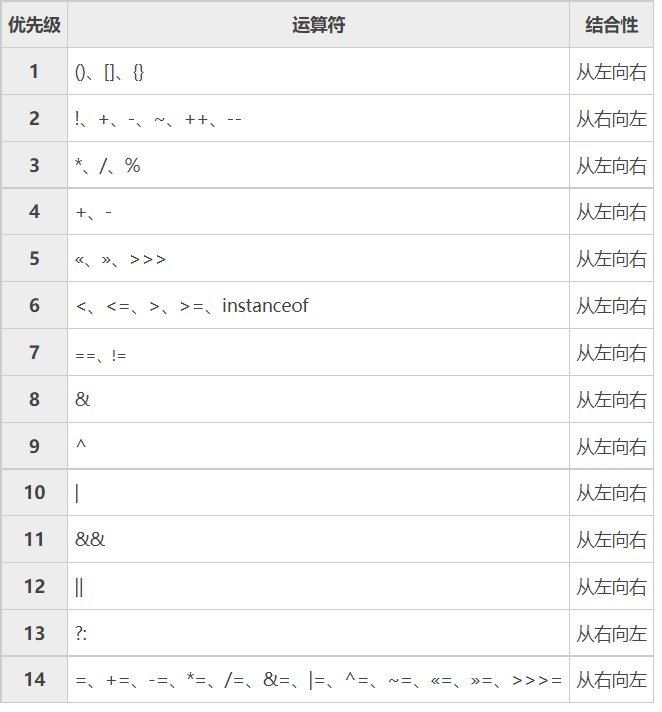 优先级 运算符 结合性
1 ()、[]、{} 从左向右
2 !、+、-、~、++、-- 从右向左
3 *、/、% 从左向右
4 +、- 从左向右
5 «、»、>>> 从左向右
6 <、<=、>、>=、instanceof 从左向右
7 ==、!= 从左向右
8 & 从左向右
9 ^ 从左向右
10 | 从左向右
11 && 从左向右
12 || 从左向右
13 ?: 从右向左
14 =、+=、-=、*=、/=、&=、|=、^=、~=、«=、»=、>>>= 从右向左